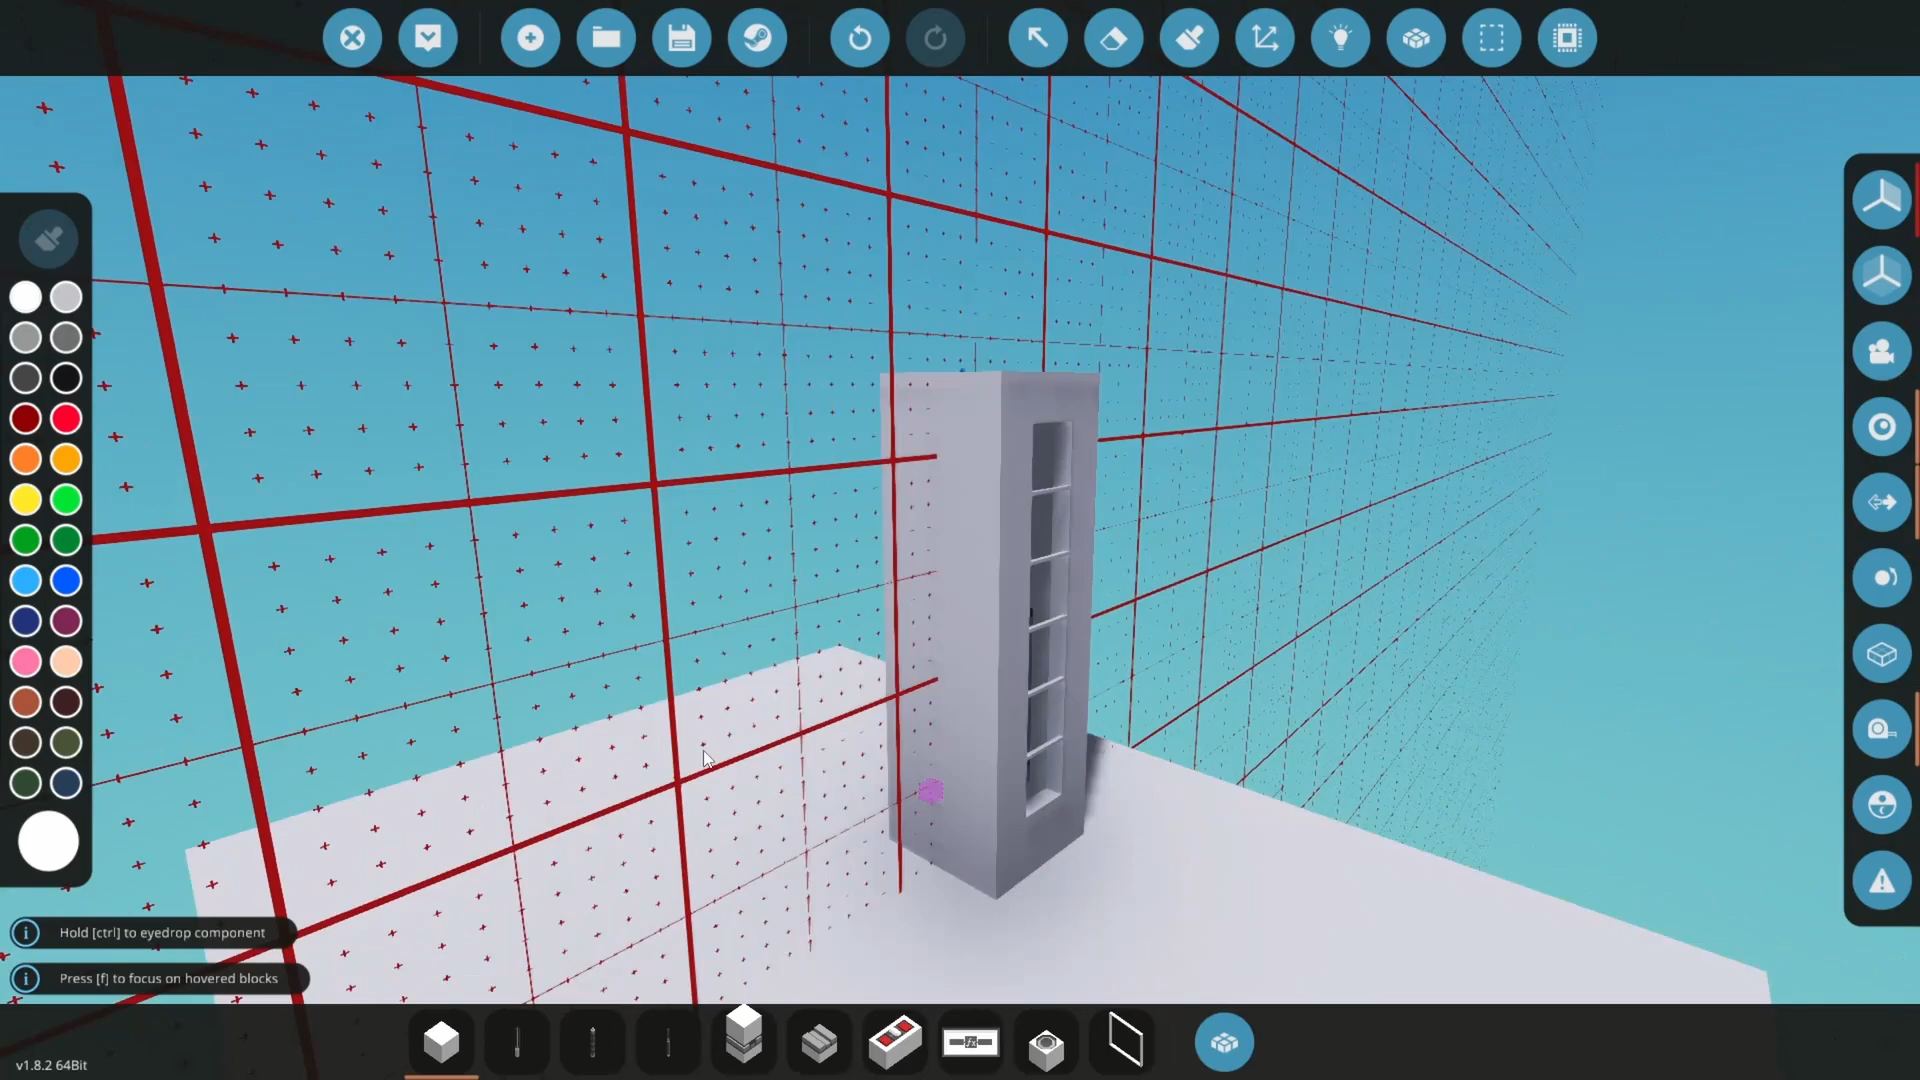 Hold [ctrl] to eyedrop component
Press [f] to focus on hovered blocks
v1.8.2 64Bit